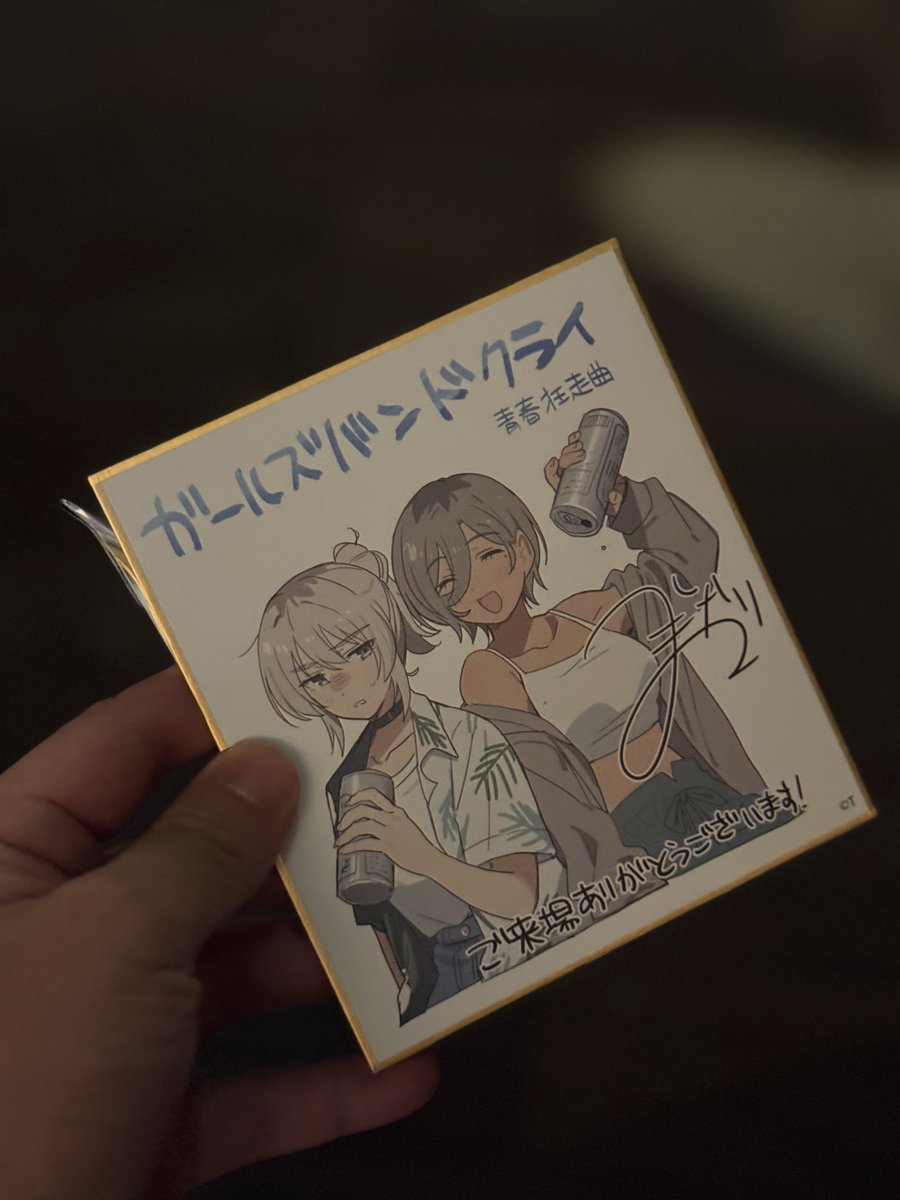 ガールズバンドクライ
青春狂走曲
ご来場ありがとうございます!
©T